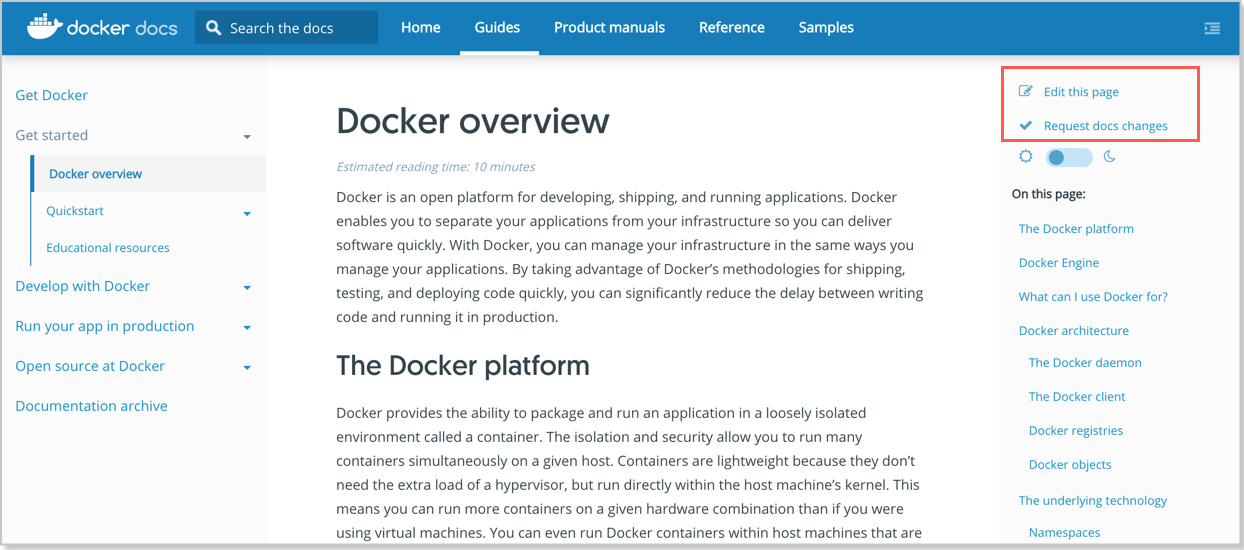 docker docs
Search the docs
Home
Guides
Product manuals
Reference
Samples
Get Docker
Get started
Docker overview
Quickstart
Educational resources
Develop with Docker
Run your app in production
Open source at Docker
Documentation archive
Docker overview
Estimated reading time: 10 minutes
Docker is an open platform for developing, shipping, and running applications. Docker
enables you to separate your applications from your infrastructure so you can deliver
software quickly. With Docker, you can manage your infrastructure in the same ways you
manage your applications. By taking advantage of Docker’s methodologies for shipping,
testing, and deploying code quickly, you can significantly reduce the delay between writing
code and running it in production.
The Docker platform
Docker provides the ability to package and run an application in a loosely isolated
environment called a container. The isolation and security allow you to run many
containers simultaneously on a given host. Containers are lightweight because they don’t
need the extra load of a hypervisor, but run directly within the host machine’s kernel. This
means you can run more containers on a given hardware combination than if you were
using virtual machines. You can even run Docker containers within host machines that are
Edit this page
Request docs changes
On this page:
The Docker platform
Docker Engine
What can I use Docker for?
Docker architecture
The Docker daemon
The Docker client
Docker registries
Docker objects
The underlying technology
Namespaces